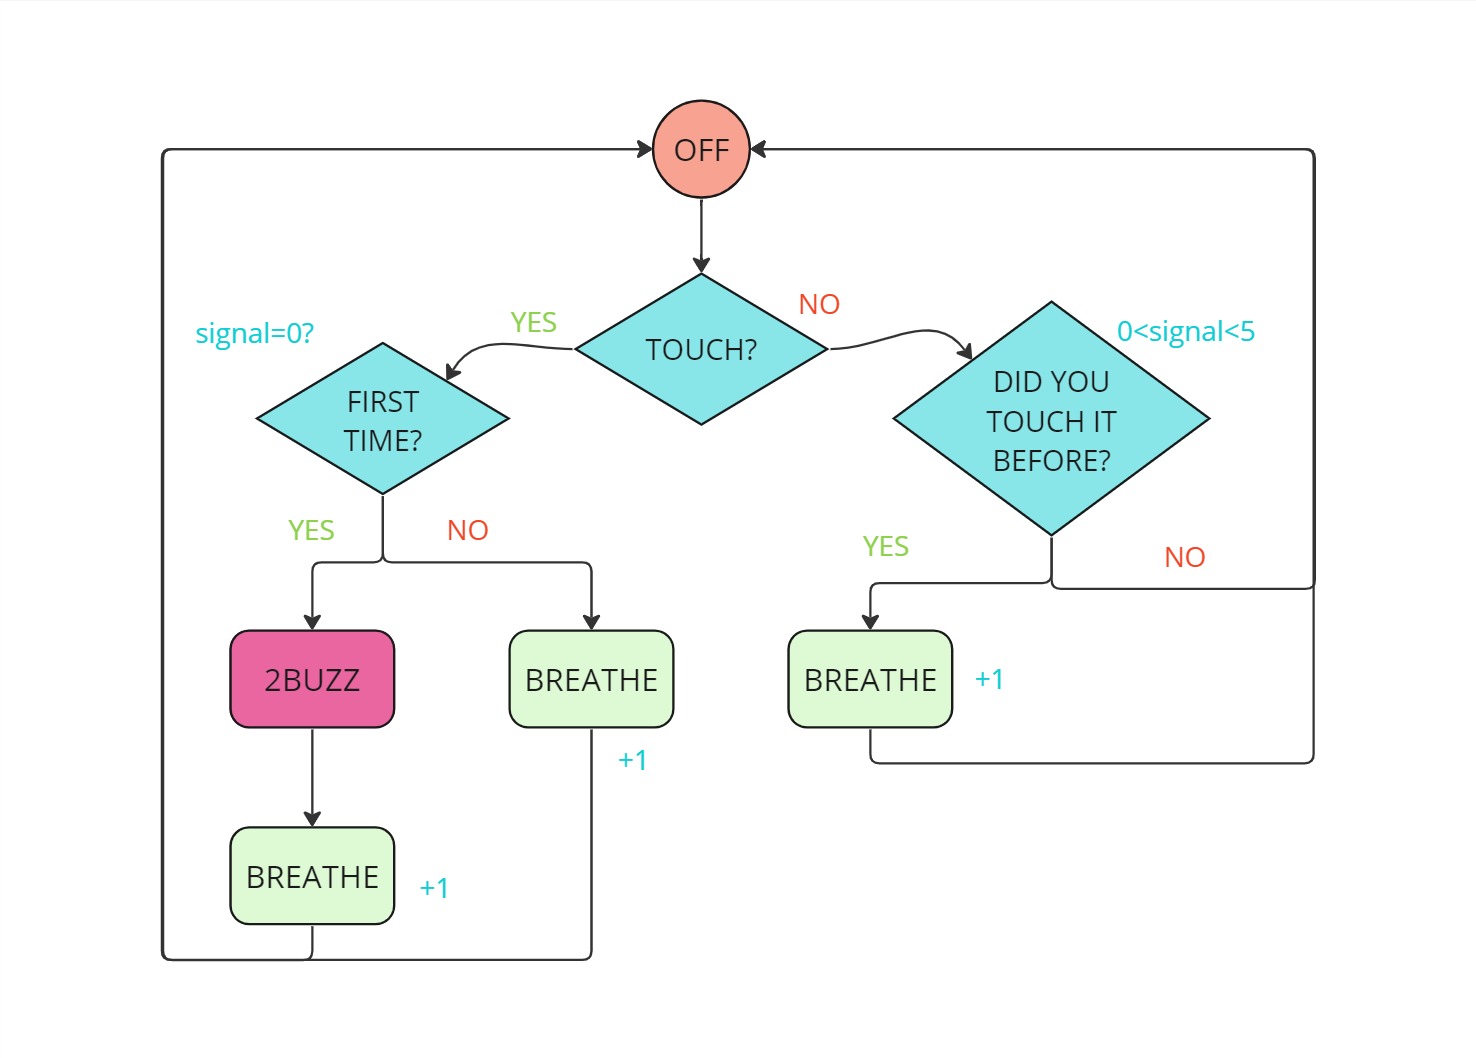 OFF
YES
NO
signal=0?
TOUCH?
0<signal<5
FIRST
TIME?
DID YOU
TOUCH IT
BEFORE?
YES
NO
YES
NO
2BUZZ
BREATHE
BREATHE
+1
+1
BREATHE
+1